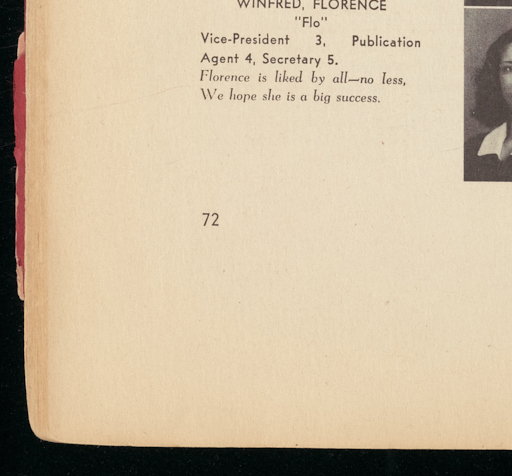 WINFRED, FLORENCE
"Flo"
Vice-President 3, Publication
Agent 4, Secretary 5.
Florence is liked by all—no less,
We hope she is a big success.
72